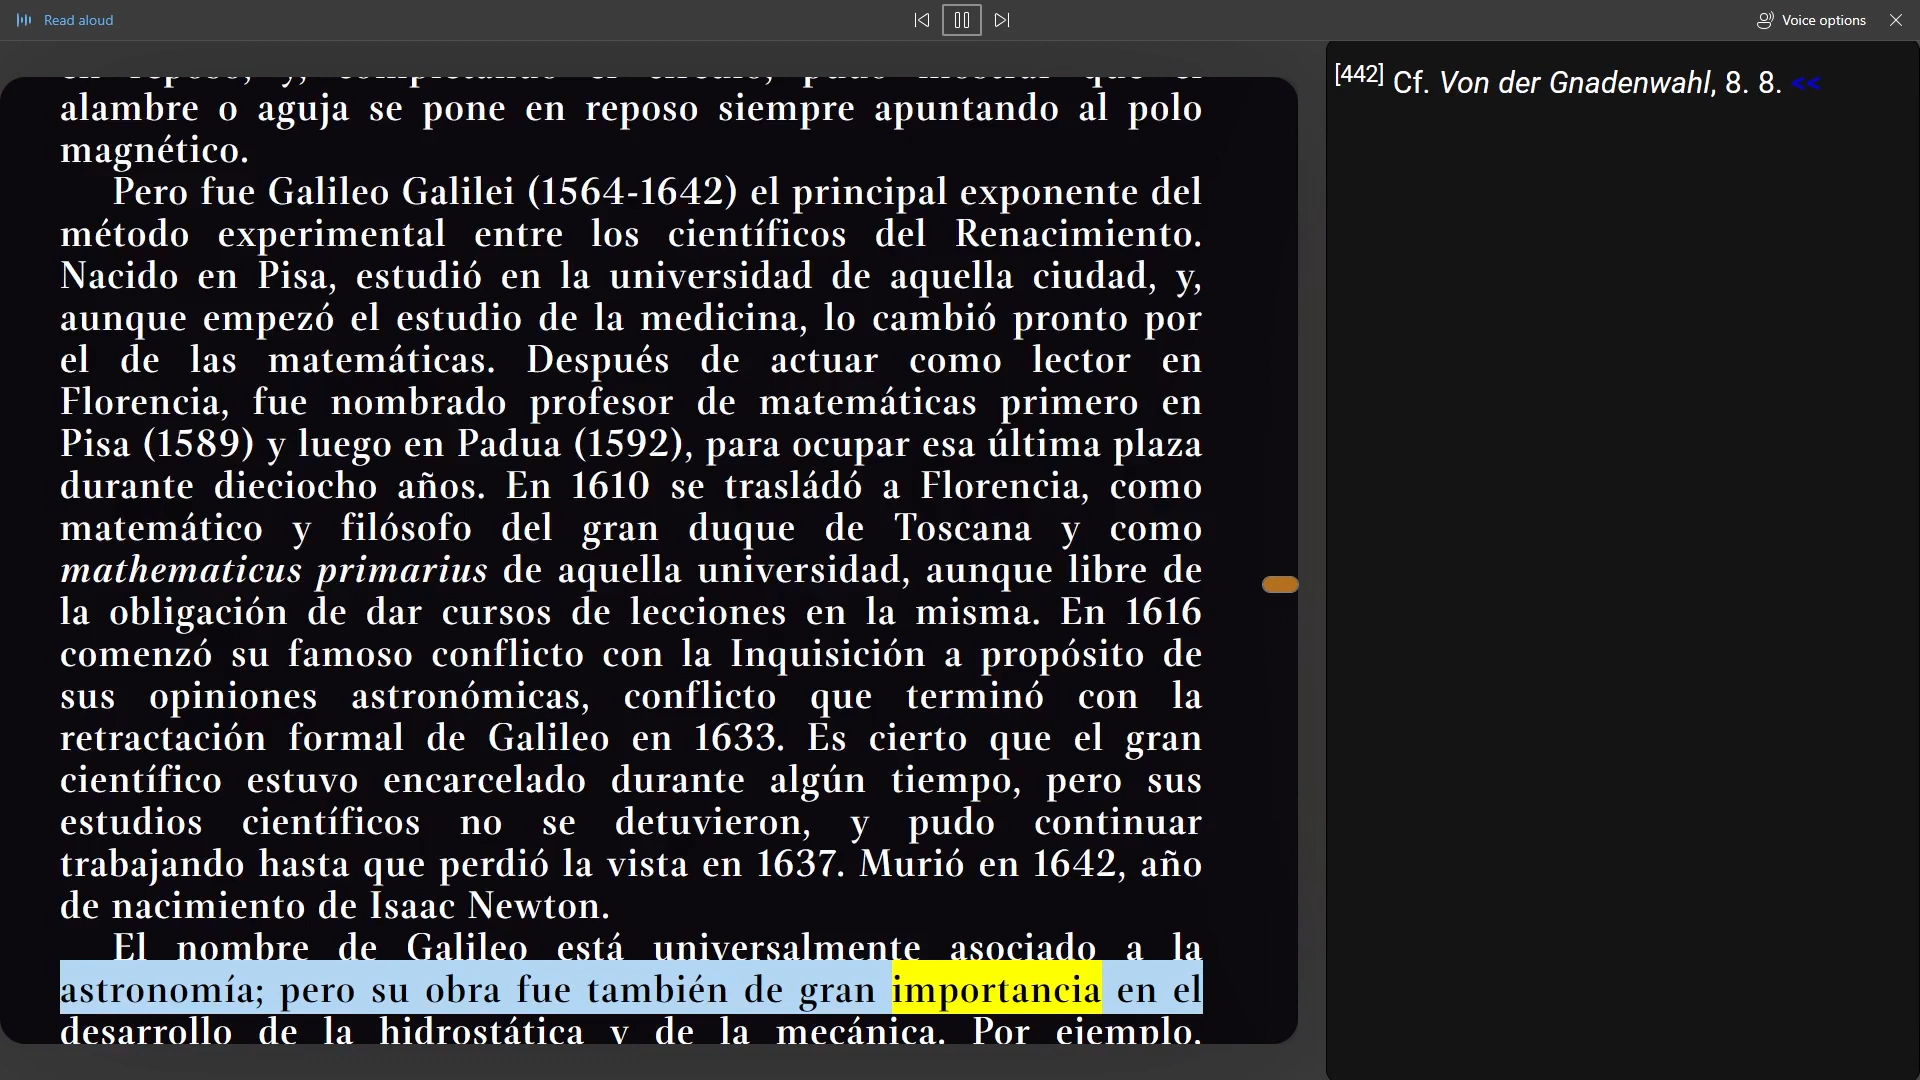 Read aloud
Voice options
en reposo, y, completando el círculo, pudo mostrar que el
alambre o aguja se pone en reposo siempre apuntando al polo
magnético.
Pero fue Galileo Galilei (1564-1642) el principal exponente del
método experimental entre los científicos del Renacimiento.
Nacido en Pisa, estudió en la universidad de aquella ciudad, y,
aunque empezó el estudio de la medicina, lo cambió pronto por
el de las matemáticas. Después de actuar como lector en
Florencia, fue nombrado profesor de matemáticas primero en
Pisa (1589) y luego en Padua (1592), para ocupar esa última plaza
durante dieciocho años. En 1610 se trasládó a Florencia, como
matemático y filósofo del gran duque de Toscana y como
mathematicus primarius de aquella universidad, aunque libre de
la obligación de dar cursos de lecciones en la misma. En 1616
comenzó su famoso conflicto con la Inquisición a propósito de
sus opiniones astronómicas, conflicto que terminó con la
retractación formal de Galileo en 1633. Es cierto que el gran
científico estuvo encarcelado durante algún tiempo, pero sus
estudios científicos no se detuvieron, y pudo continuar
trabajando hasta que perdió la vista en 1637. Murió en 1642, año
de nacimiento de Isaac Newton.
El nombre de Galileo está universalmente asociado a la
astronomía; pero su obra fue también de gran importancia en el
desarrollo de la hidrostática y de la mecánica. Por ejemplo,
[442] Cf. Von der Gnadenwahl, 8. 8. <<